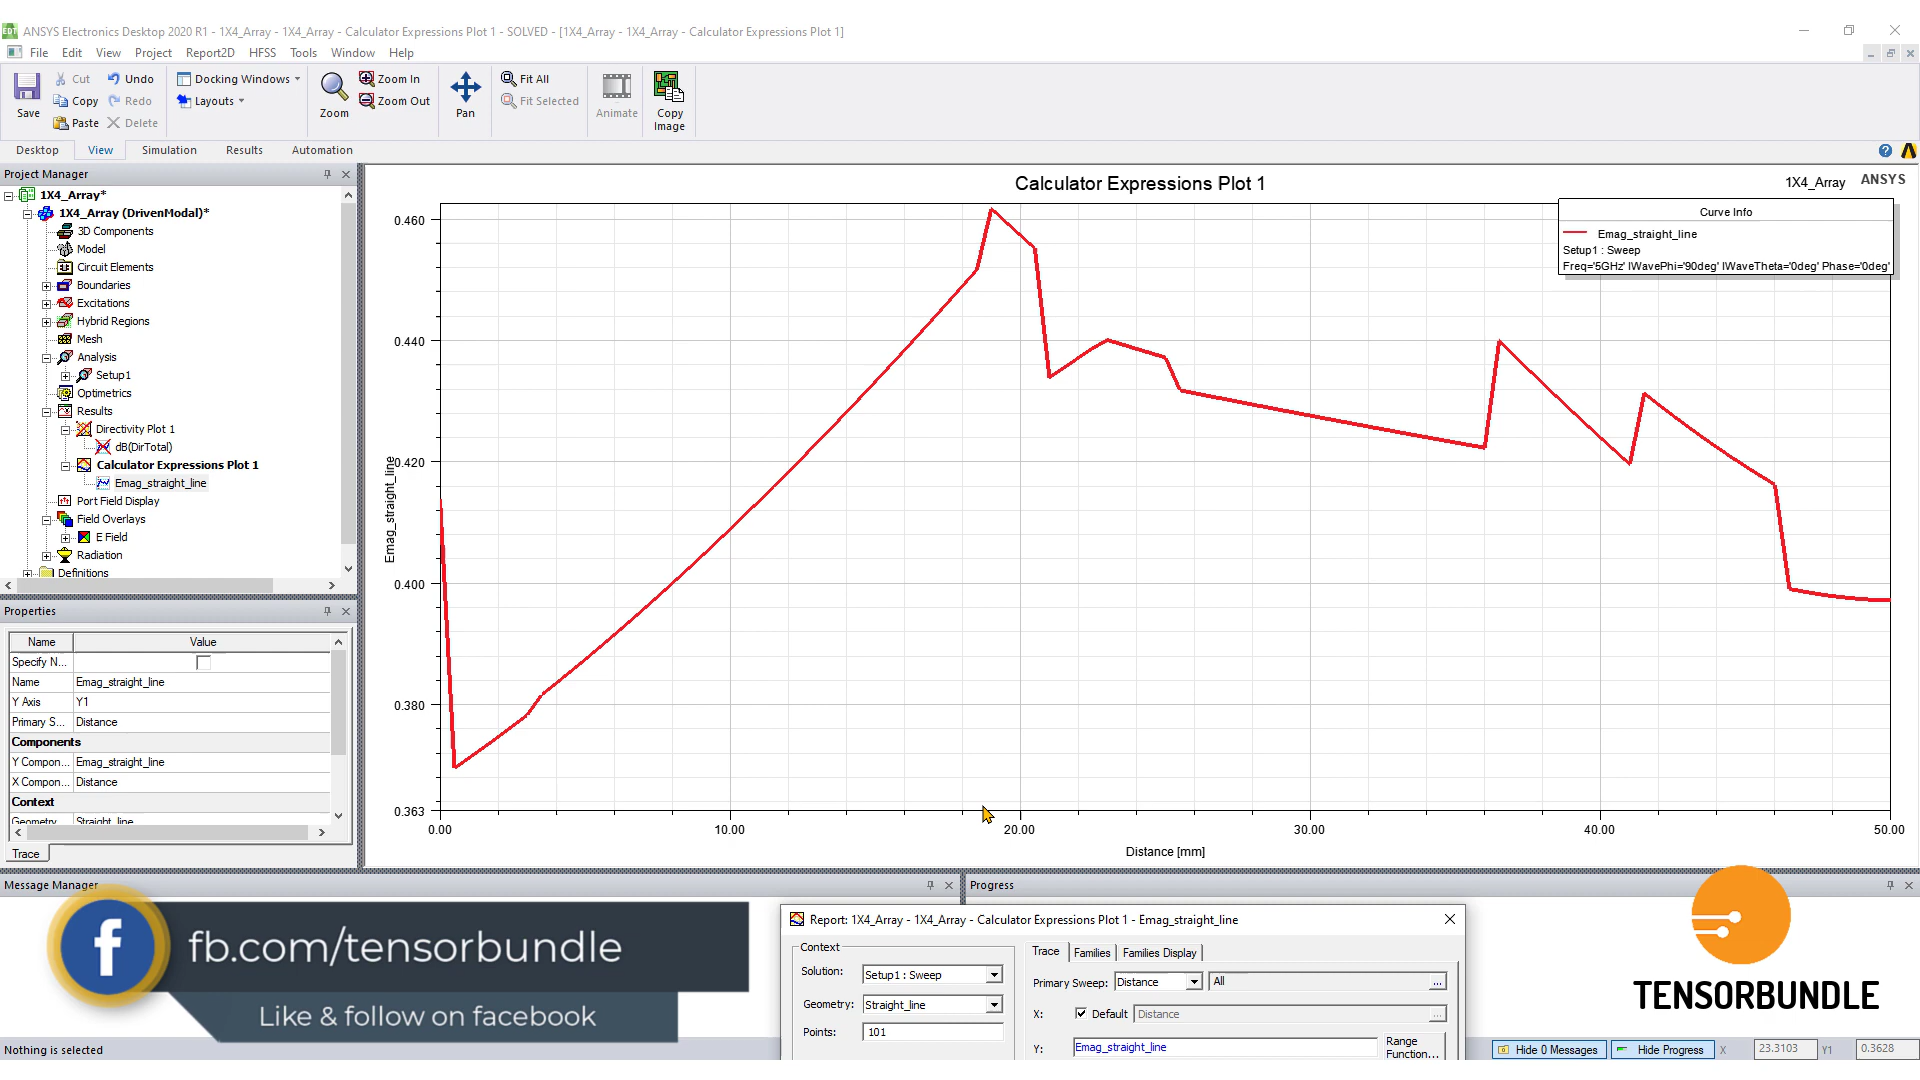 ANSYS Electronics Desktop 2020 R1 - 1X4_Array - 1X4_Array - Calculator Expressions Plot 1 - SOLVED - [1X4_Array - 1X4_Array - Calculator Expressions Plot 1]
File Edit View Project Report2D HFSS Tools Window Help
Save Cut Copy Paste Undo Redo Delete
Docking Windows Layouts
Zoom Zoom In Zoom Out Pan Fit All Fit Selected Animate Copy Image
Desktop View Simulation Results Automation
Project Manager
1X4_Array*
1X4_Array (DrivenModal)*
3D Components
Model
Circuit Elements
Boundaries
Excitations
Hybrid Regions
Mesh
Analysis
Setup1
Optimetrics
Results
Directivity Plot 1
dB(DirTotal)
Calculator Expressions Plot 1
Emag_straight_line
Port Field Display
Field Overlays
E Field
Radiation
Definitions
Properties
Name Value
Specify N...
Name Emag_straight_line
Y Axis Y1
Primary S... Distance
Components
Y Compon... Emag_straight_line
X Compon... Distance
Context
Geometry Straight_line
Trace
Calculator Expressions Plot 1
1X4_Array ANSYS
Curve Info
Emag_straight_line
Setup1 : Sweep
Freq='5GHz' IWavePhi='90deg' IWaveTheta='0deg' Phase='0deg'
0.460
0.440
0.420
0.400
0.380
0.363
Emag_straight_line
0.00 10.00 20.00 30.00 40.00 50.00
Distance [mm]
Message Manager
Progress
f
fb.com/tensorbundle
Like & follow on facebook
Report: 1X4_Array - 1X4_Array - Calculator Expressions Plot 1 - Emag_straight_line
Context
Solution: Setup1 : Sweep
Geometry: Straight_line
Points: 101
Trace Families Families Display
Primary Sweep: Distance All ...
X: Default Distance ...
Y: Emag_straight_line
Range Function...
TENSORBUNDLE
Nothing is selected
Hide 0 Messages Hide Progress X 23.3103 Y1 0.3628